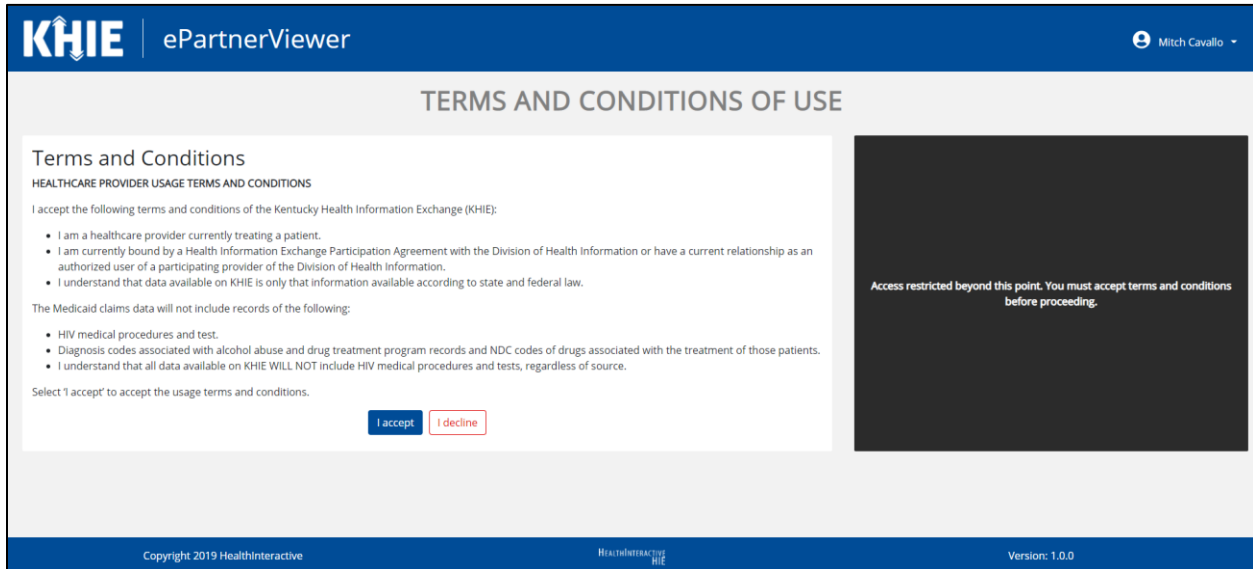 KHIE ePartnerViewer
Mitch Cavallo
TERMS AND CONDITIONS OF USE
Terms and Conditions
HEALTHCARE PROVIDER USAGE TERMS AND CONDITIONS
I accept the following terms and conditions of the Kentucky Health Information Exchange (KHIE):
• I am a healthcare provider currently treating a patient.
• I am currently bound by a Health Information Exchange Participation Agreement with the Division of Health Information or have a current relationship as an
authorized user of a participating provider of the Division of Health Information.
• I understand that data available on KHIE is only that information available according to state and federal law.
The Medicaid claims data will not include records of the following:
• HIV medical procedures and test.
• Diagnosis codes associated with alcohol abuse and drug treatment program records and NDC codes of drugs associated with the treatment of those patients.
• I understand that all data available on KHIE WILL NOT include HIV medical procedures and tests, regardless of source.
Select 'I accept' to accept the usage terms and conditions.
I accept
I decline
Access restricted beyond this point. You must accept terms and conditions
before proceeding.
Copyright 2019 HealthInteractive
HEALTHINTERACTIVE
HIE
Version: 1.0.0